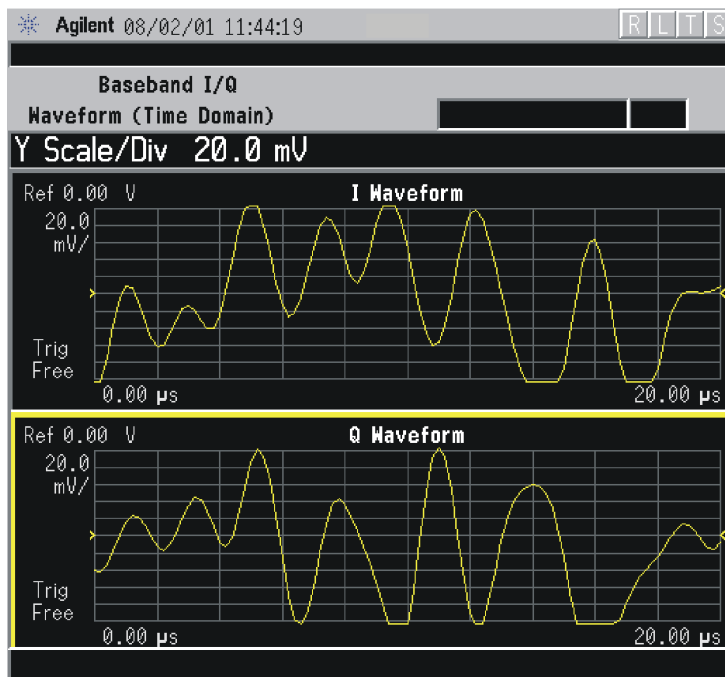 Agilent 08/02/01 11:44:19 R L T S
Baseband I/Q
Waveform (Time Domain)
Y Scale/Div 20.0 mV
Ref 0.00 V I Waveform
20.0
mV/
Trig
Free
0.00 µs 20.00 µs
Ref 0.00 V Q Waveform
20.0
mV/
Trig
Free
0.00 µs 20.00 µs